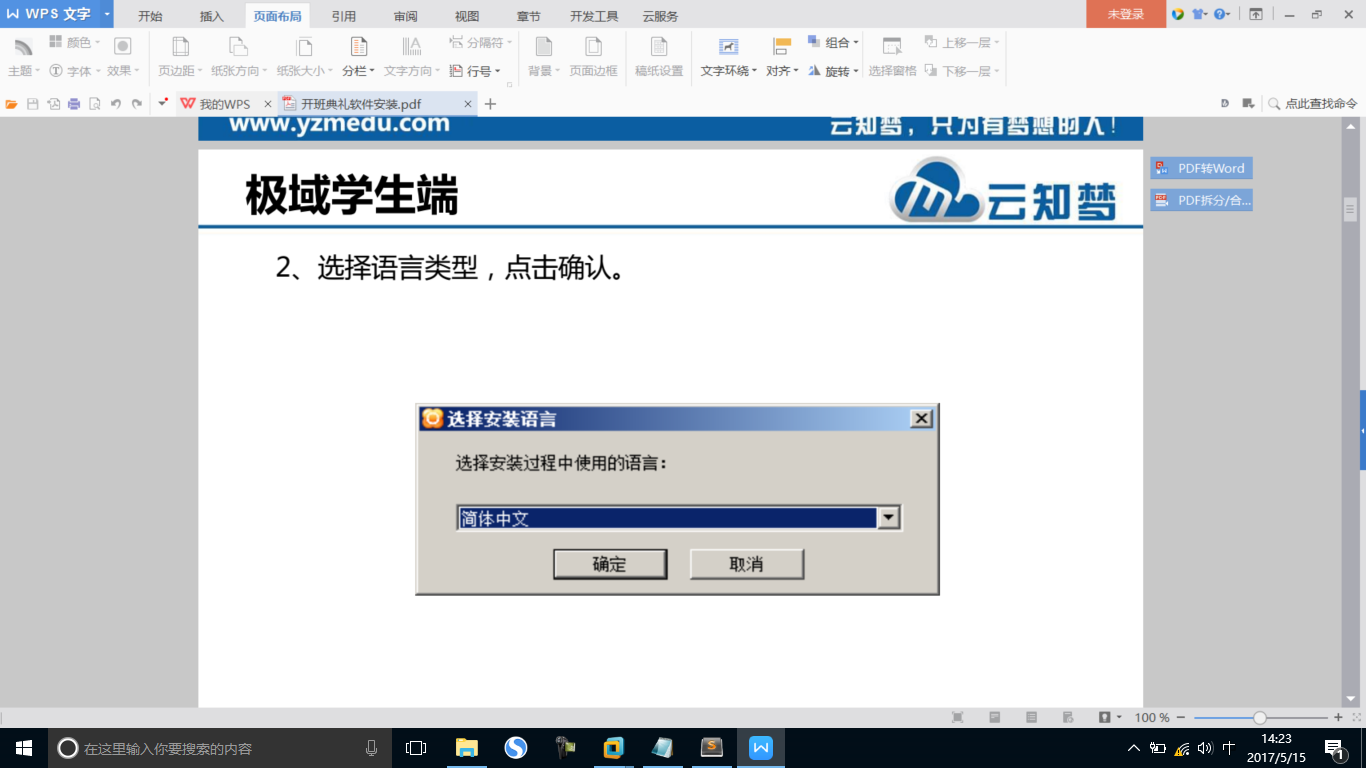 WPS 文字
开始
插入
页面布局
引用
审阅
视图
章节
开发工具
云服务
未登录
颜色
分隔符
组合
上移一层
主题
字体
效果
页边距
纸张方向
纸张大小
分栏
文字方向
行号
背景
页面边框
稿纸设置
文字环绕
对齐
旋转
选择窗格
下移一层
我的WPS
开班典礼软件安装.pdf
点此查找命令
www.yzmedu.com
云知梦，只为有梦想的人！
极域学生端
云知梦
PDF转Word
PDF拆分/合...
2、选择语言类型，点击确认。
选择安装语言
选择安装过程中使用的语言：
简体中文
确定
取消
100 %
在这里输入你要搜索的内容
中
14:23
2017/5/15
1